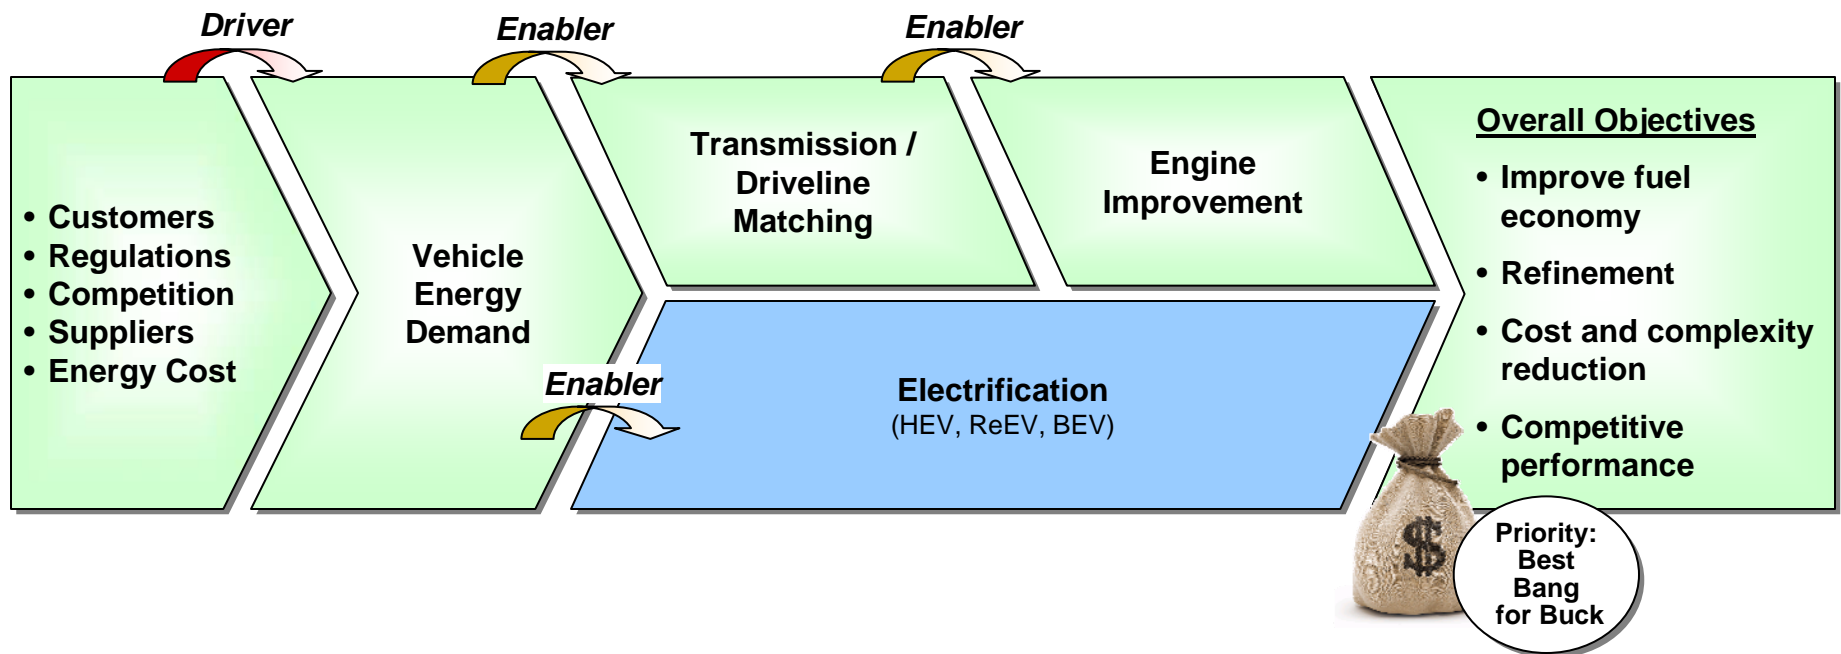 Driver
Enabler
Enabler
• Customers
• Regulations
• Competition
• Suppliers
• Energy Cost
Vehicle
Energy
Demand
Transmission /
Driveline
Matching
Engine
Improvement
Enabler
Electrification
(HEV, ReEV, BEV)
Overall Objectives
• Improve fuel
economy
• Refinement
• Cost and complexity
reduction
• Competitive
performance
$
Priority:
Best
Bang
for Buck